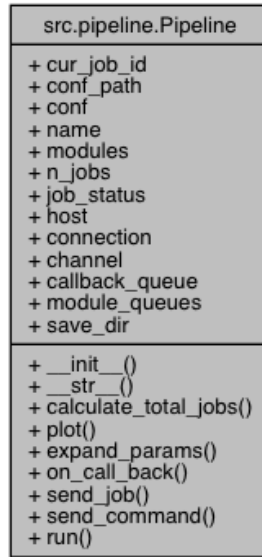 src.pipeline.Pipeline
+ cur_job_id
+ conf_path
+ conf
+ name
+ modules
+ n_jobs
+ job_status
+ host
+ connection
+ channel
+ callback_queue
+ module_queues
+ save_dir
+ __init__()
+ __str__()
+ calculate_total_jobs()
+ plot()
+ expand_params()
+ on_call_back()
+ send_job()
+ send_command()
+ run()